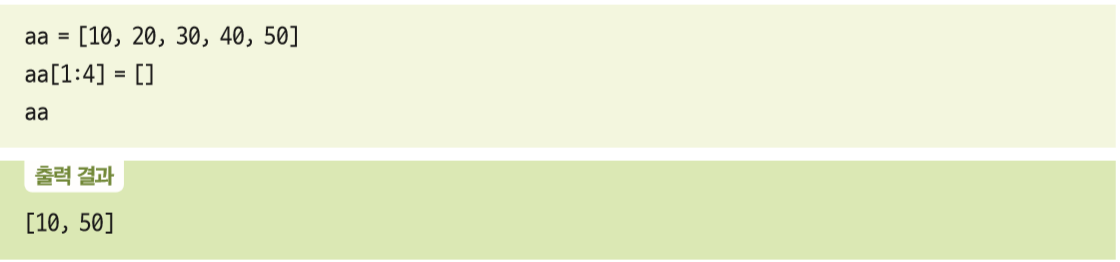 aa = [10, 20, 30, 40, 50]
aa[1:4] = []
aa
출력 결과
[10, 50]